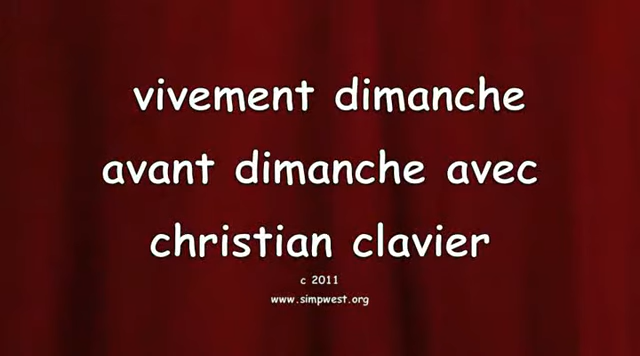 vivement dimanche
avant dimanche avec
christian clavier
c 2011
www.simpwest.org